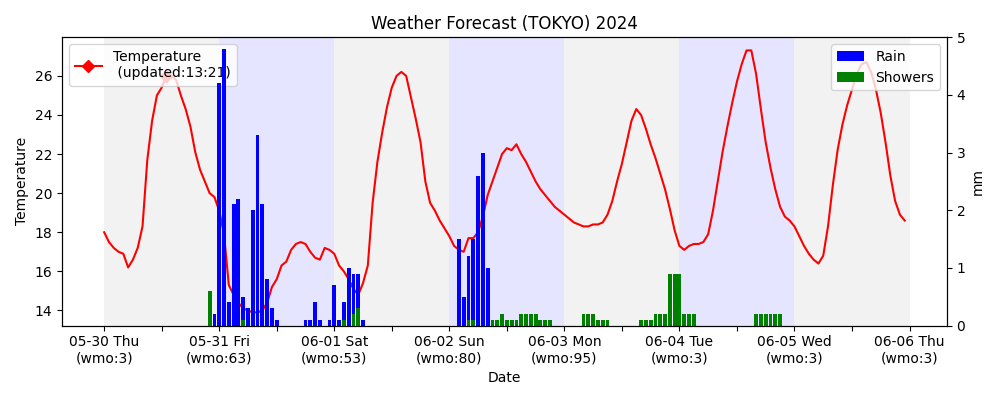 Weather Forecast (TOKYO) 2024
Temperature
(updated:13:21)
Rain
Showers
26
24
22
20
18
16
14
Temperature
5
4
3
2
1
0
mm
05-30 Thu
(wmo:3)
05-31 Fri
(wmo:63)
06-01 Sat
(wmo:53)
06-02 Sun
(wmo:80)
06-03 Mon
(wmo:95)
06-04 Tue
(wmo:3)
06-05 Wed
(wmo:3)
06-06 Thu
(wmo:3)
Date